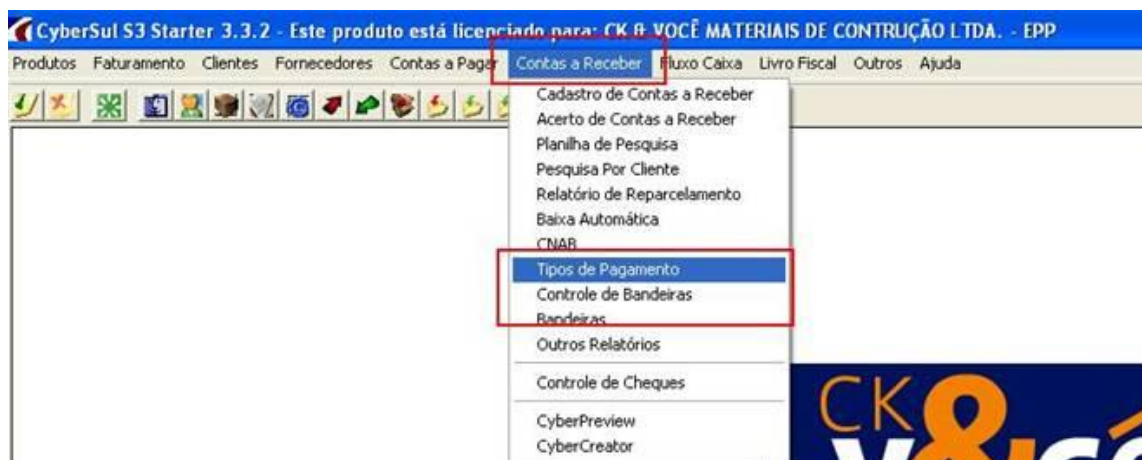 CyberSul S3 Starter 3.3.2 - Este produto está licenciado para: CK & VOCÊ MATERIAIS DE CONTRUÇÃO LTDA. - EPP
Produtos Faturamento Clientes Fornecedores Contas a Pagar Contas a Receber Fluxo Caixa Livro Fiscal Outros Ajuda
Cadastro de Contas a Receber
Acerto de Contas a Receber
Planilha de Pesquisa
Pesquisa Por Cliente
Relatório de Reparcelamento
Baixa Automática
CNAB
Tipos de Pagamento
Controle de Bandeiras
Bandeiras
Outros Relatórios
Controle de Cheques
CyberPreview
CyberCreator
CK &